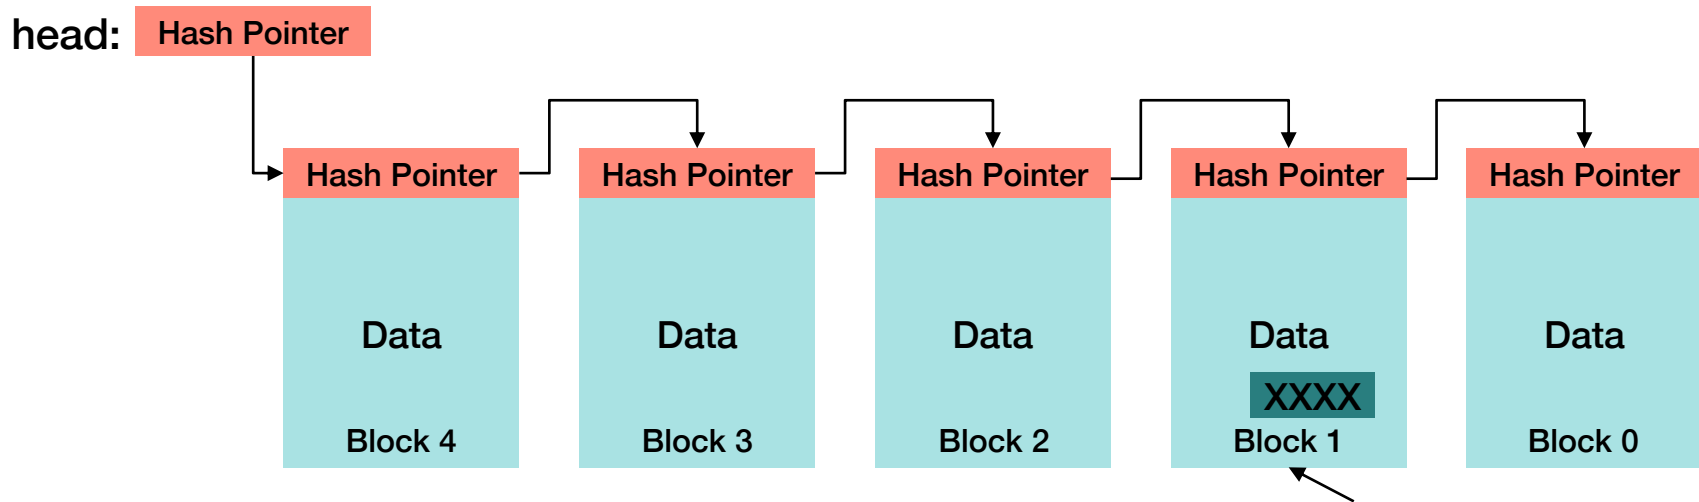 head: Hash Pointer
Hash Pointer Hash Pointer Hash Pointer Hash Pointer Hash Pointer
Data Data Data Data Data
XXXX
Block 4 Block 3 Block 2 Block 1 Block 0